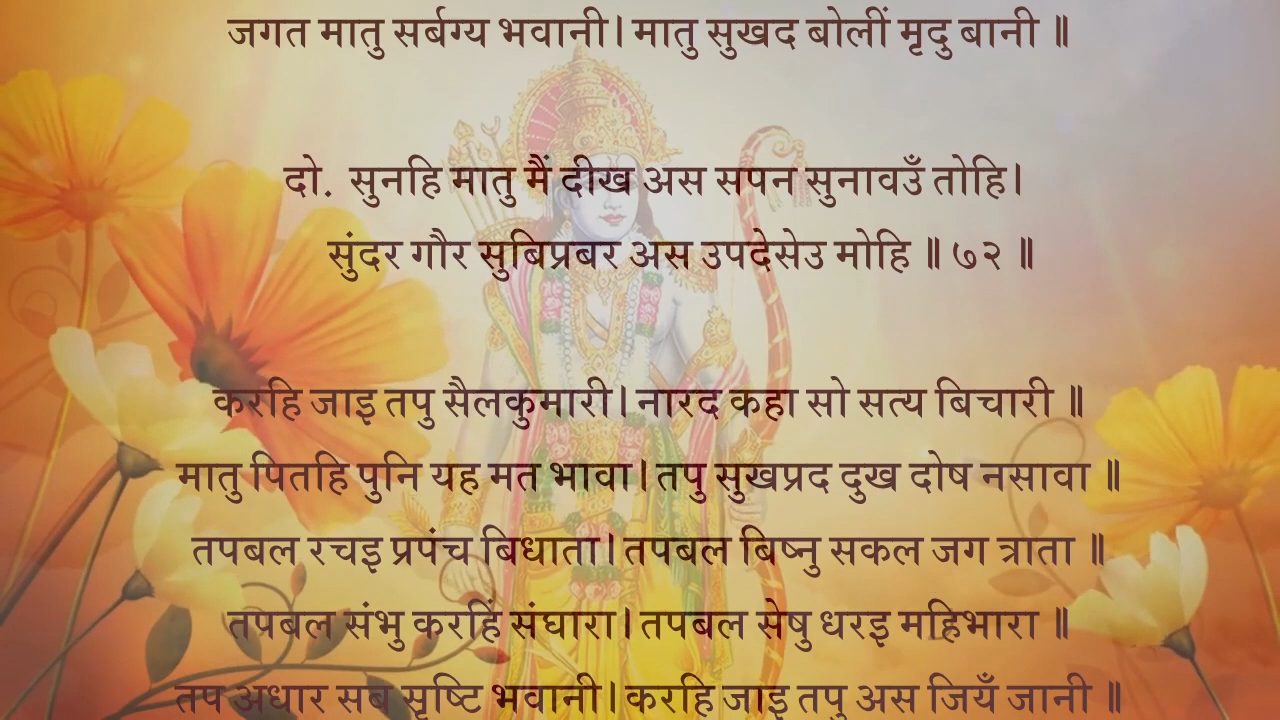 जगत मातु सर्बग्य भवानी। मातु सुखद बोलीं मृदु बानी ॥
दो. सुनहि मातु मैं दीख अस सपन सुनावउँ तोहि।
सुंदर गौर सुबिप्रबर अस उपदेसेउ मोहि ॥ ७२ ॥
करहि जाइ तपु सैलकुमारी। नारद कहा सो सत्य बिचारी ॥
मातु पितहि पुनि यह मत भावा। तपु सुखप्रद दुख दोष नसावा ॥
तपबल रचइ प्रपंच बिधाता। तपबल बिष्नु सकल जग त्राता ॥
तपबल संभु करहिं संघारा। तपबल सेषु धरइ महिभारा ॥
तप अधार सब सृष्टि भवानी। करहि जाइ तपु अस जियँ जानी ॥